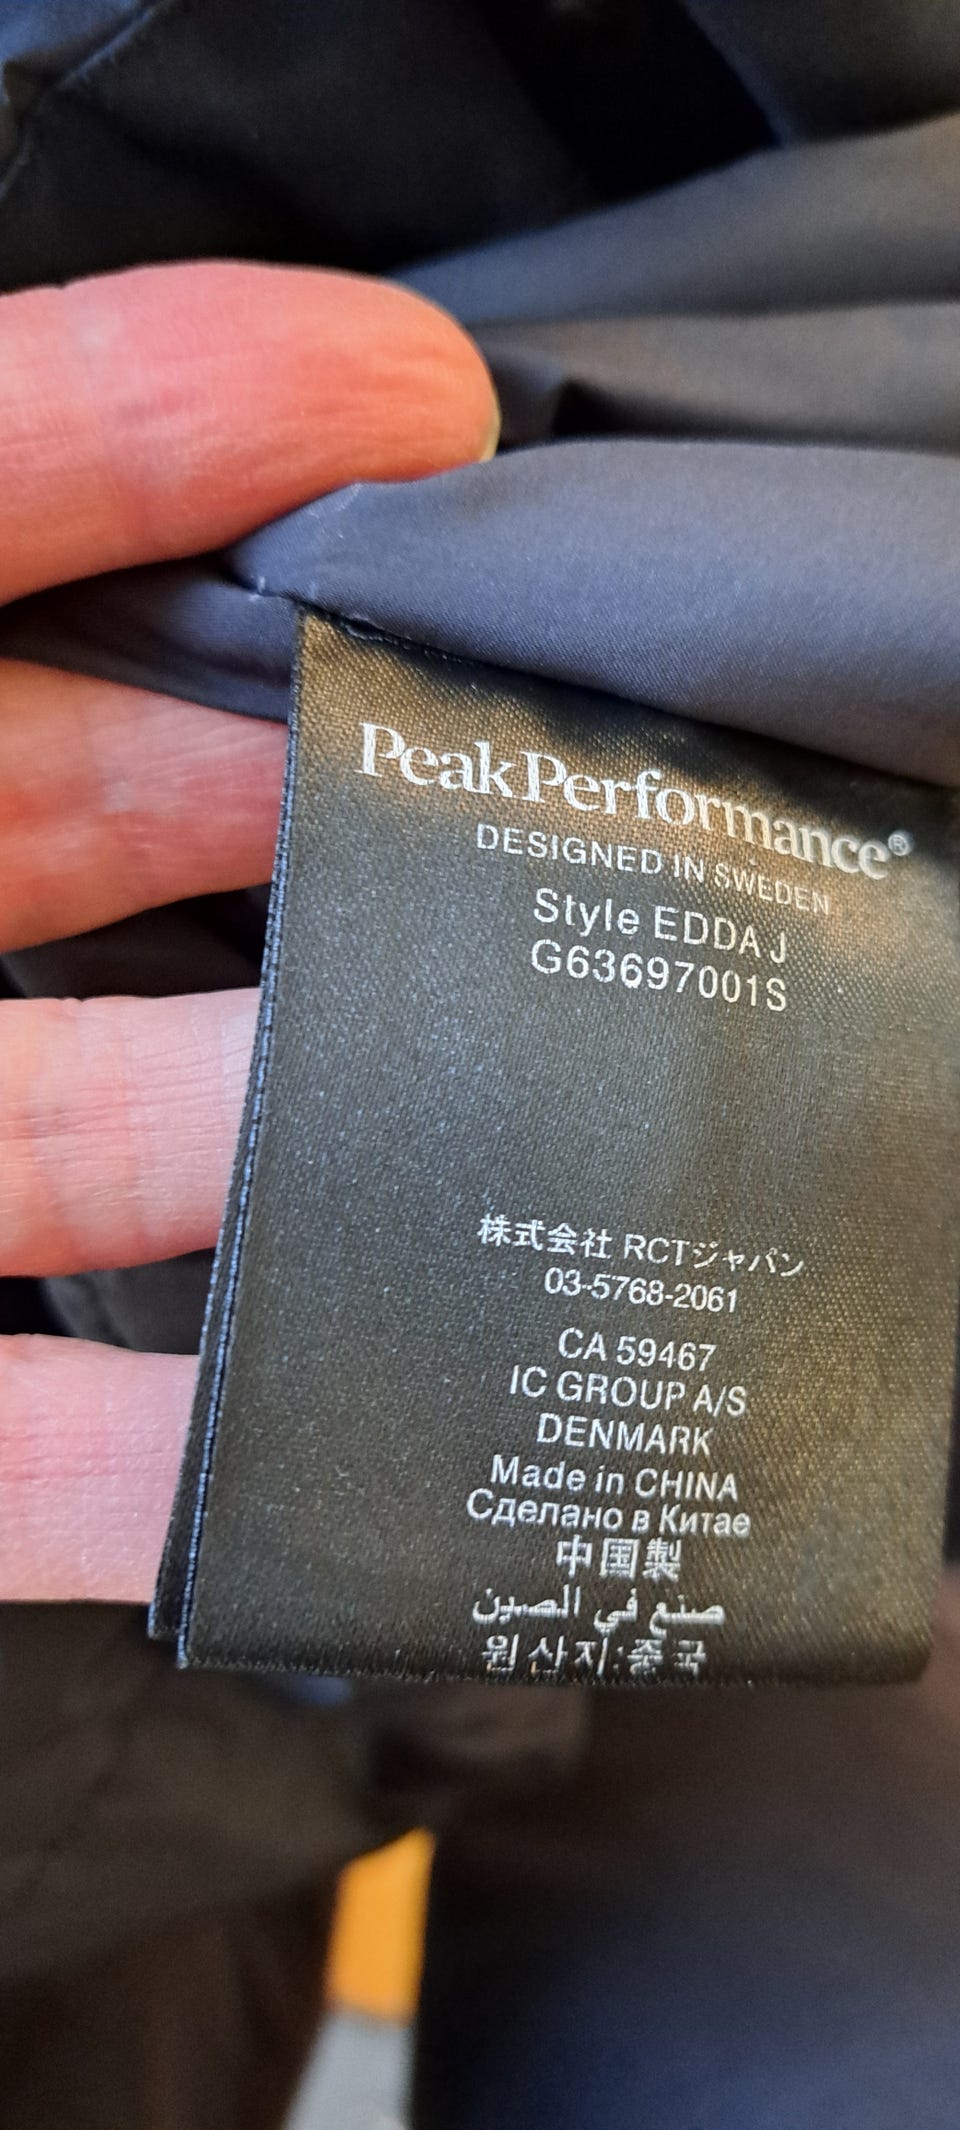 PeakPerformance®
DESIGNED IN SWEDEN
Style EDDA J
G63697001S
株式会社 RCTジャパン
03-5768-2061
CA 59467
IC GROUP A/S
DENMARK
Made in CHINA
Сделано в Китае
中国製
صنع في الصين
원산지:중국